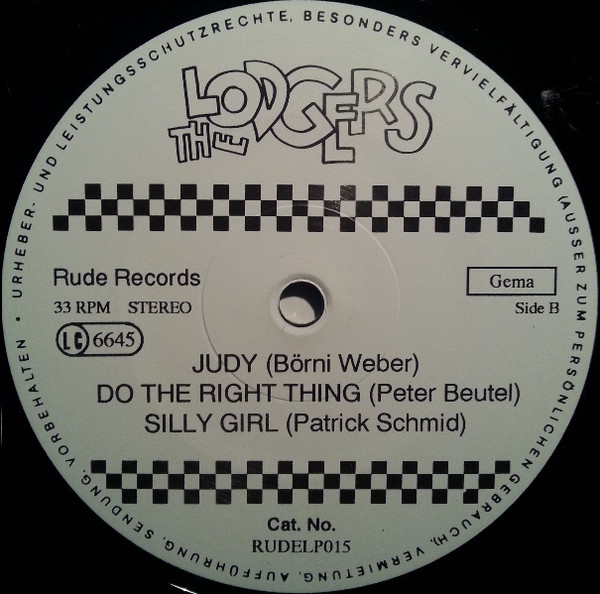 URHEBER- UND LEISTUNGSSCHUTZRECHTE, BESONDERS VERVIELFÄLTIGUNG (AUSSER ZUM PERSÖNLICHEN GEBRAUCH), VERMIETUNG, AUFFÜHRUNG, SENDUNG, VORBEHALTEN •
THE LODGERS
Rude Records
Gema
33 RPM STEREO
Side B
LC 6645
JUDY (Börni Weber)
DO THE RIGHT THING (Peter Beutel)
SILLY GIRL (Patrick Schmid)
Cat. No.
RUDELP015